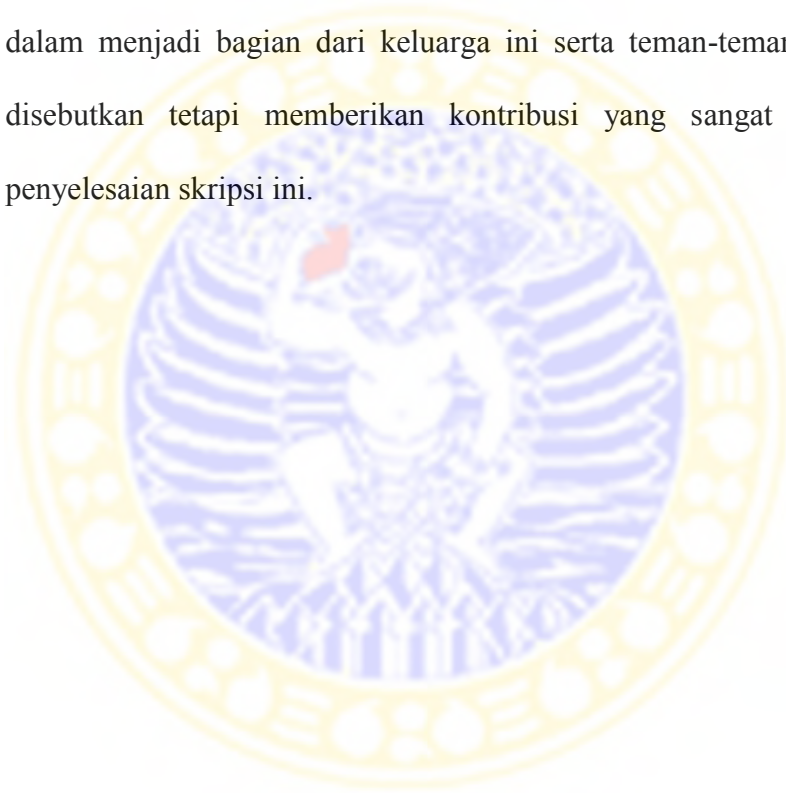 dalam menjadi bagian dari keluarga ini serta teman-teman
disebutkan tetapi memberikan kontribusi yang sangat
penyelesaian skripsi ini.